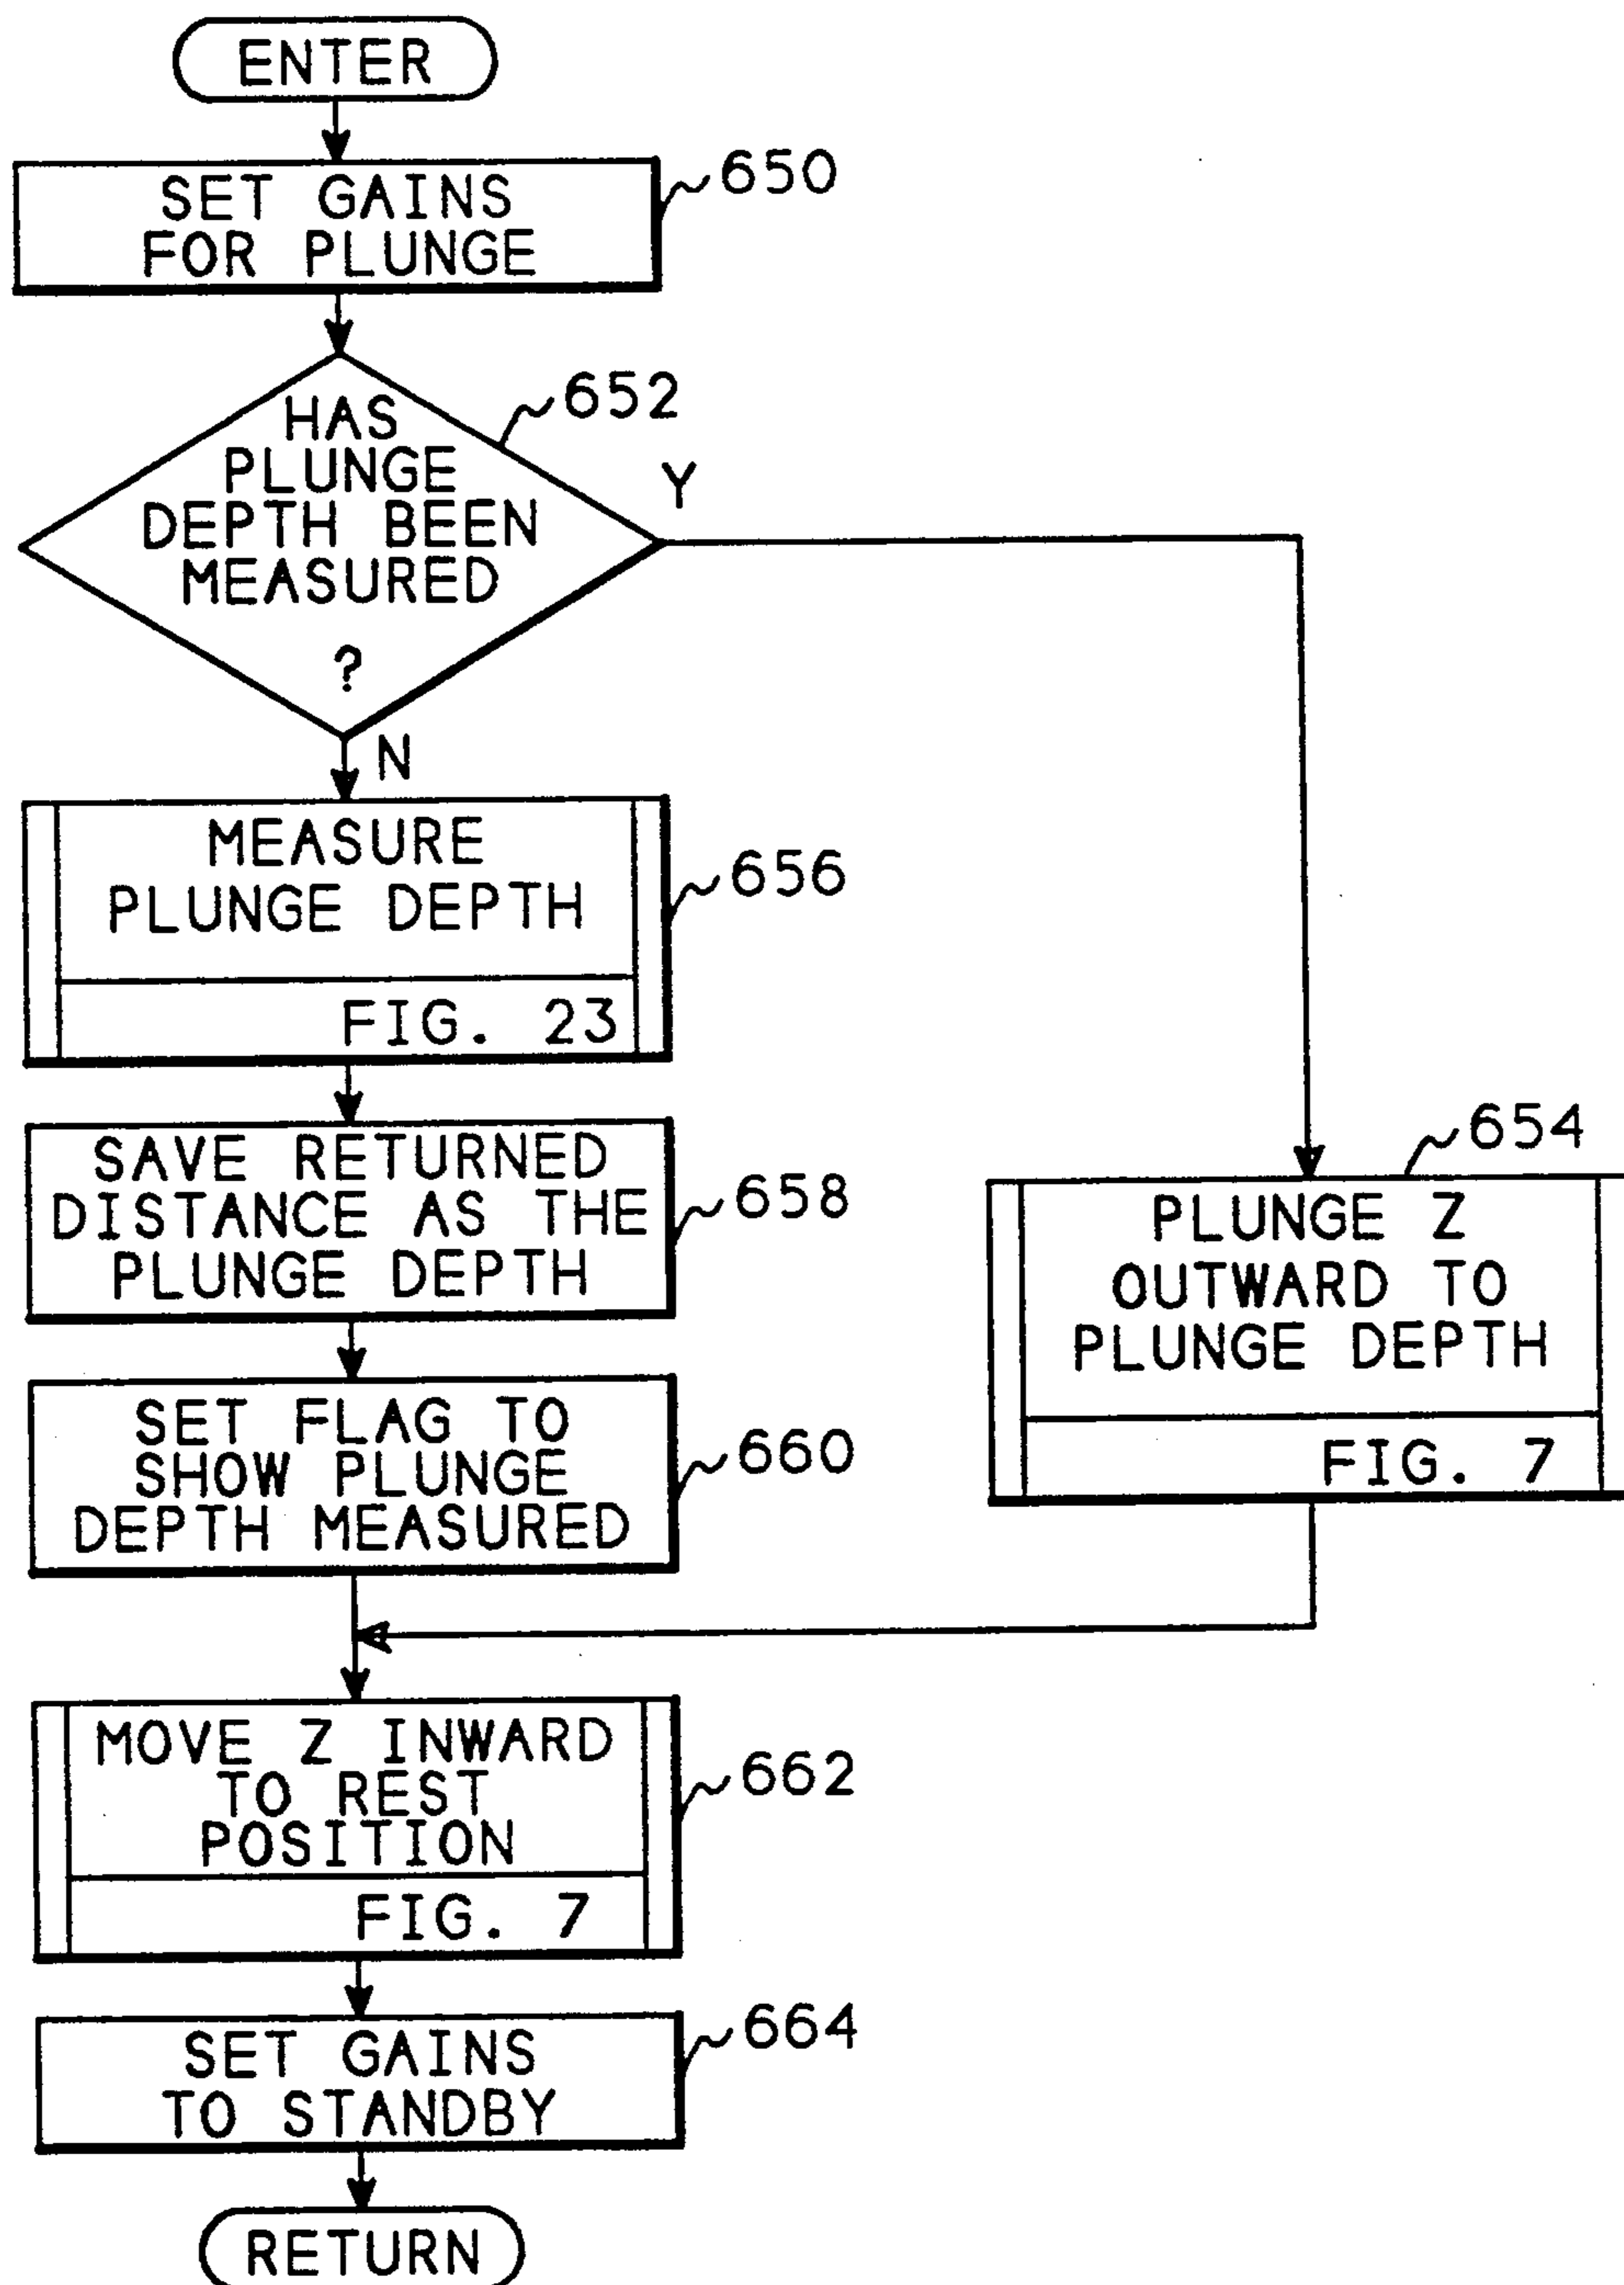 ENTER
SET GAINS
FOR PLUNGE
650
HAS
PLUNGE
DEPTH BEEN
MEASURED
?
652
Y
N
MEASURE
PLUNGE DEPTH
FIG. 23
656
SAVE RETURNED
DISTANCE AS THE
PLUNGE DEPTH
658
654
PLUNGE Z
OUTWARD TO
PLUNGE DEPTH
FIG. 7
SET FLAG TO
SHOW PLUNGE
DEPTH MEASURED
660
MOVE Z INWARD
TO REST
POSITION
FIG. 7
662
SET GAINS
TO STANDBY
664
RETURN